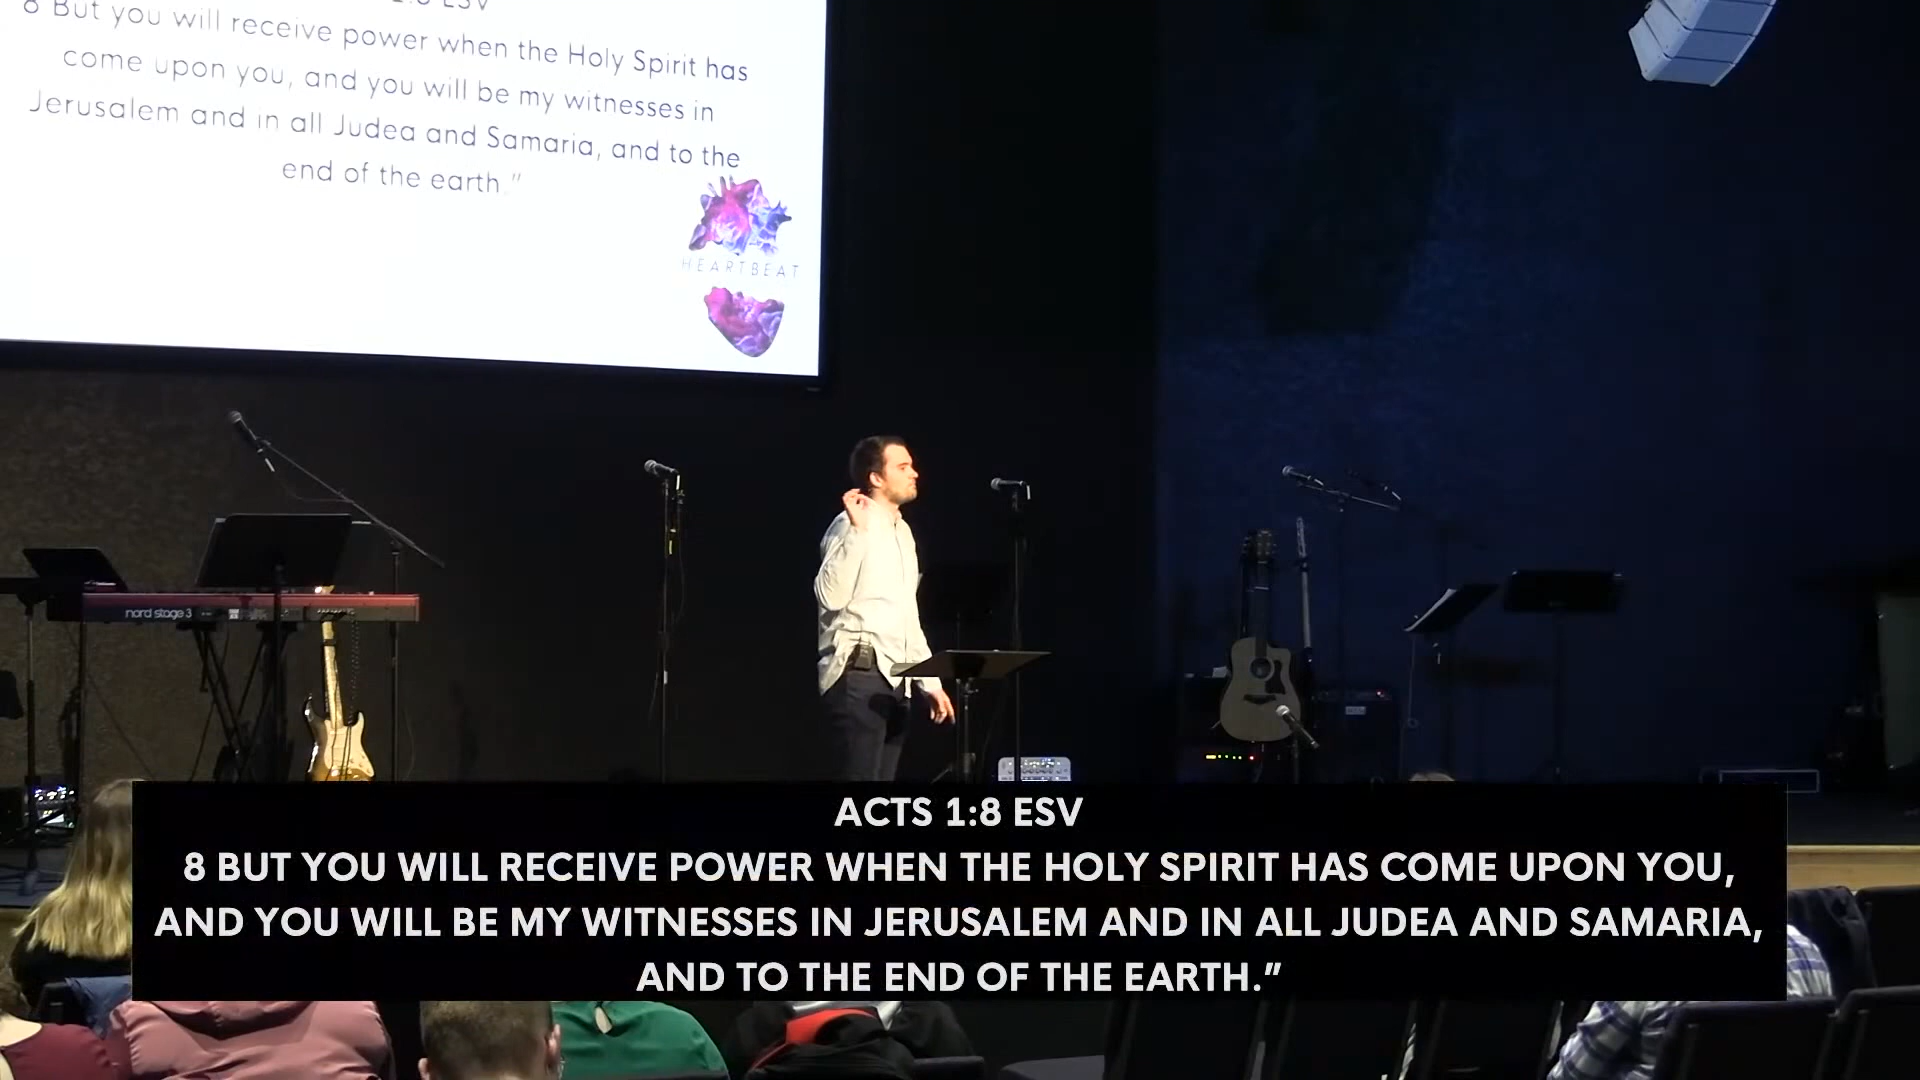 1:8 ESV
8 But you will receive power when the Holy Spirit has
come upon you, and you will be my witnesses in
Jerusalem and in all Judea and Samaria, and to the
end of the earth.”
HEARTBEAT
nord stage 3
ACTS 1:8 ESV
8 BUT YOU WILL RECEIVE POWER WHEN THE HOLY SPIRIT HAS COME UPON YOU,
AND YOU WILL BE MY WITNESSES IN JERUSALEM AND IN ALL JUDEA AND SAMARIA,
AND TO THE END OF THE EARTH.”